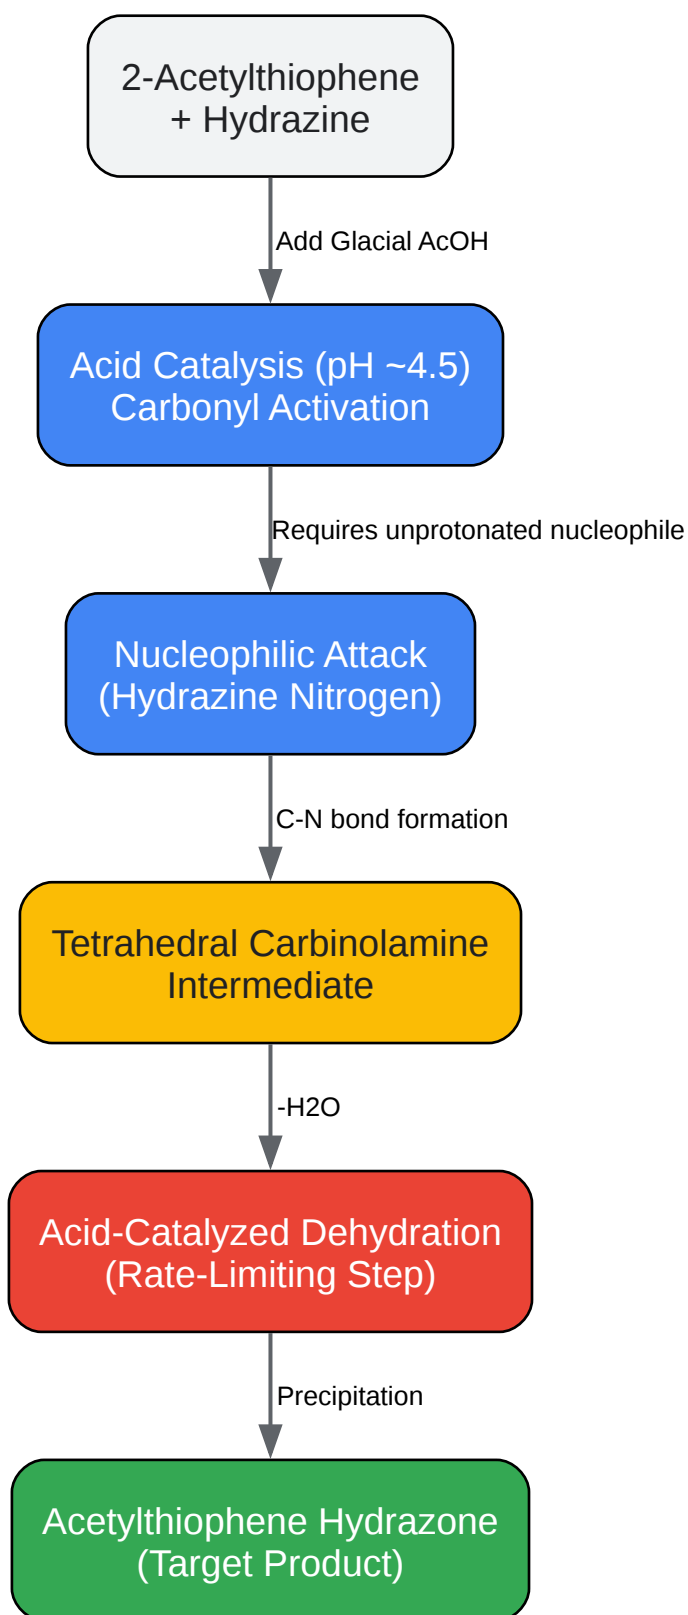 2-Acetylthiophene
+ Hydrazine
Add Glacial AcOH
Acid Catalysis (pH ~4.5)
Carbonyl Activation
Requires unprotonated nucleophile
Nucleophilic Attack
(Hydrazine Nitrogen)
C-N bond formation
Tetrahedral Carbinolamine
Intermediate
-H2O
Acid-Catalyzed Dehydration
(Rate-Limiting Step)
Precipitation
Acetylthiophene Hydrazone
(Target Product)